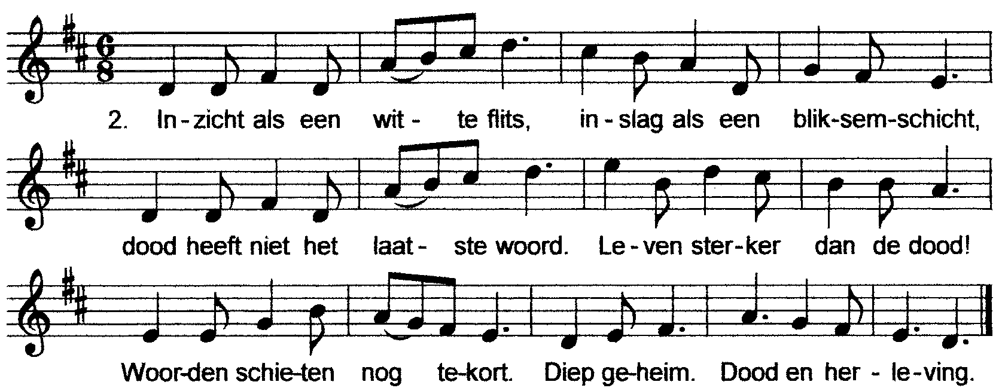 6
8
2. In-zicht als een wit - te flits, in-slag als een blik-sem-schicht,
dood heeft niet het laat - ste woord. Le-ven ster-ker dan de dood!
Woor-den schie-ten nog te-kort. Diep ge-heim. Dood en her - le-ving.